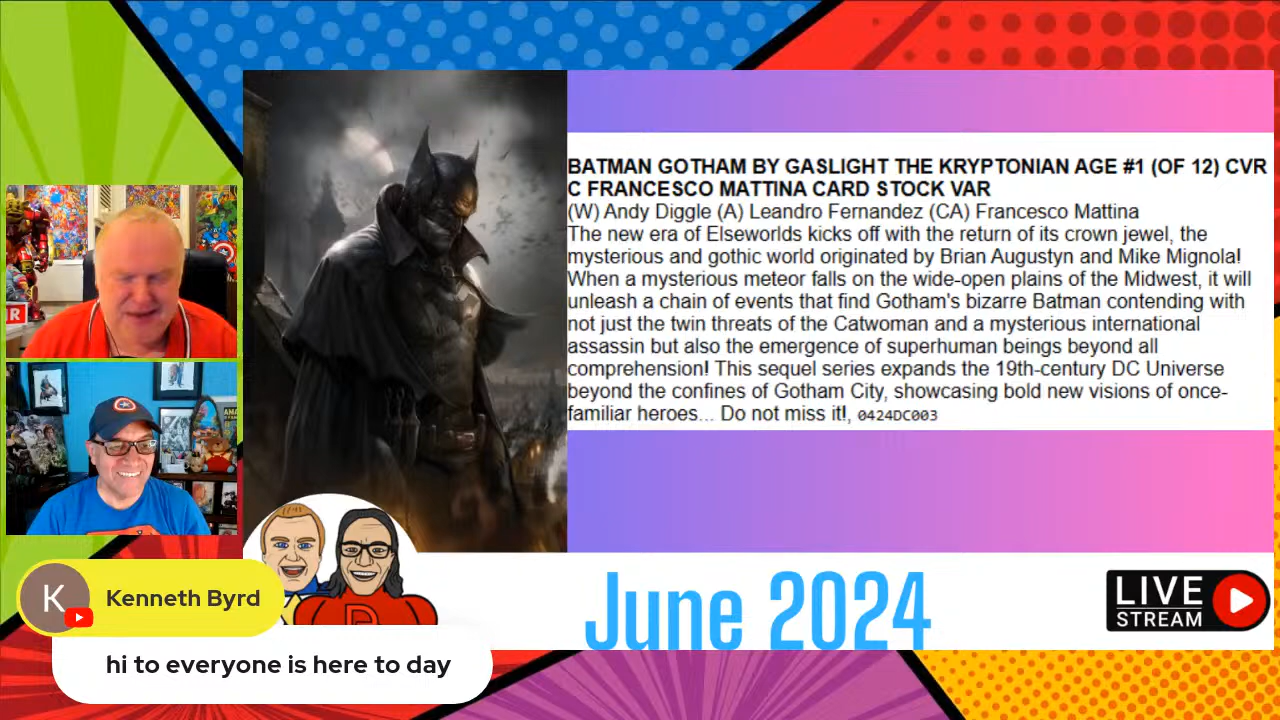 BATMAN GOTHAM BY GASLIGHT THE KRYPTONIAN AGE #1 (OF 12) CVR
C FRANCESCO MATTINA CARD STOCK VAR
(W) Andy Diggle (A) Leandro Fernandez (CA) Francesco Mattina
The new era of Elseworlds kicks off with the return of its crown jewel, the
mysterious and gothic world originated by Brian Augustyn and Mike Mignola!
When a mysterious meteor falls on the wide-open plains of the Midwest, it will
unleash a chain of events that find Gotham's bizarre Batman contending with
not just the twin threats of the Catwoman and a mysterious international
assassin but also the emergence of superhuman beings beyond all
comprehension! This sequel series expands the 19th-century DC Universe
beyond the confines of Gotham City, showcasing bold new visions of once-
familiar heroes... Do not miss it!, 0424DC003
K
Kenneth Byrd
hi to everyone is here to day
June 2024
LIVE
STREAM